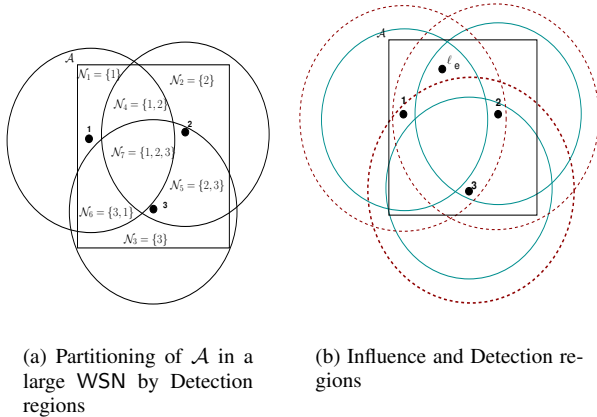 𝒜
𝒩₁ = {1}
𝒩₂ = {2}
𝒩₄ = {1, 2}
1
2
𝒩₇ = {1, 2, 3}
𝒩₅ = {2, 3}
3
𝒩₆ = {3, 1}
𝒩₃ = {3}
𝒜
ℓ e
1
2
3
(a) Partitioning of 𝒜 in a
large WSN by Detection
regions
(b) Influence and Detection re-
gions